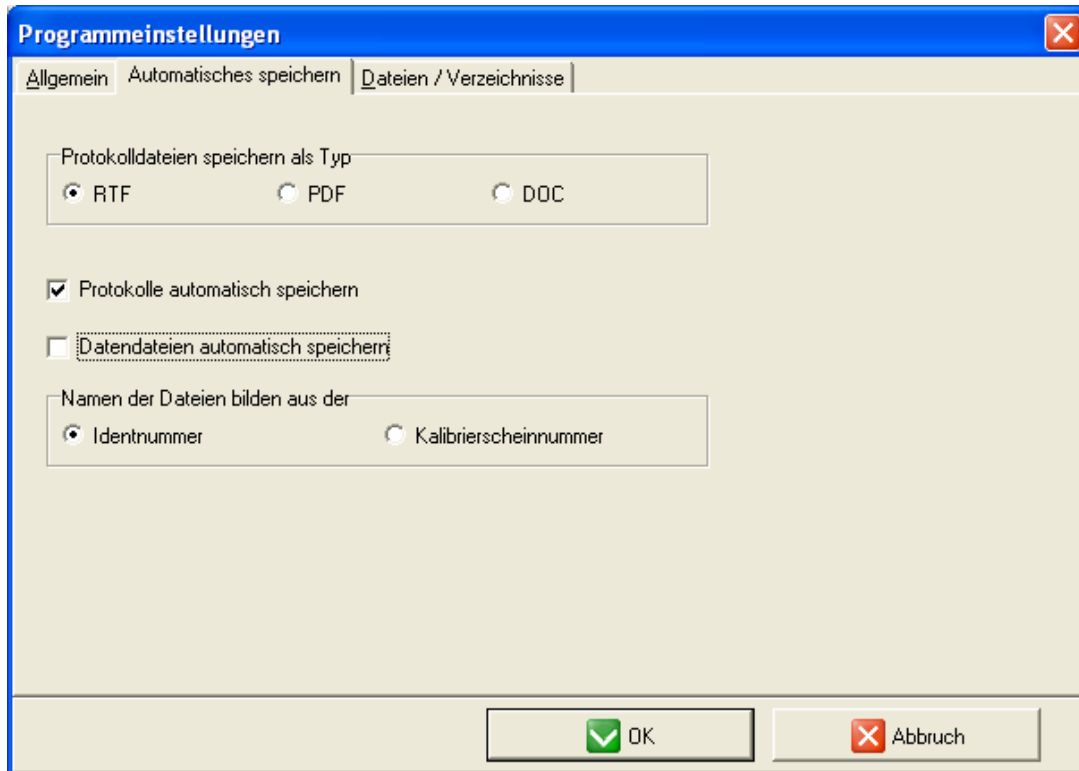 Programmeinstellungen
Allgemein Automatisches speichern Dateien / Verzeichnisse
Protokolldateien speichern als Typ
RTF PDF DOC
Protokolle automatisch speichern
Datendateien automatisch speichern
Namen der Dateien bilden aus der
Identnummer Kalibrierscheinnummer
OK Abbruch